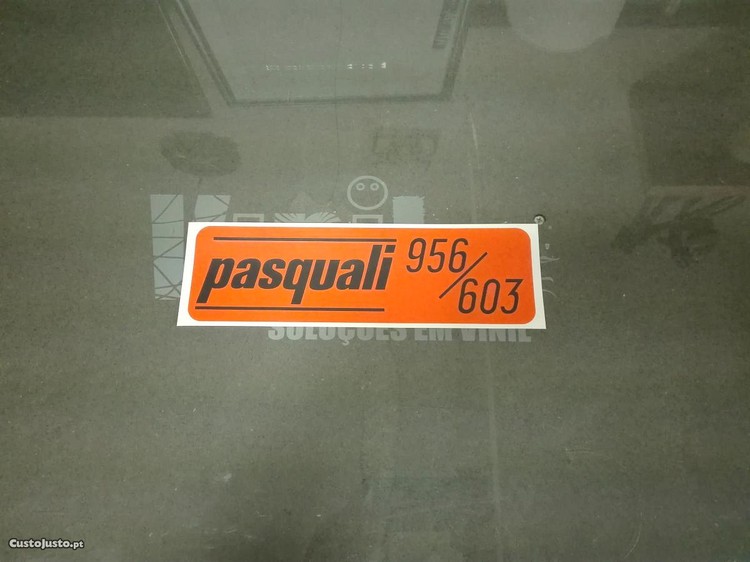 pasquali 956/603
SOLUÇÕES EM VINIL
CustoJusto.pt